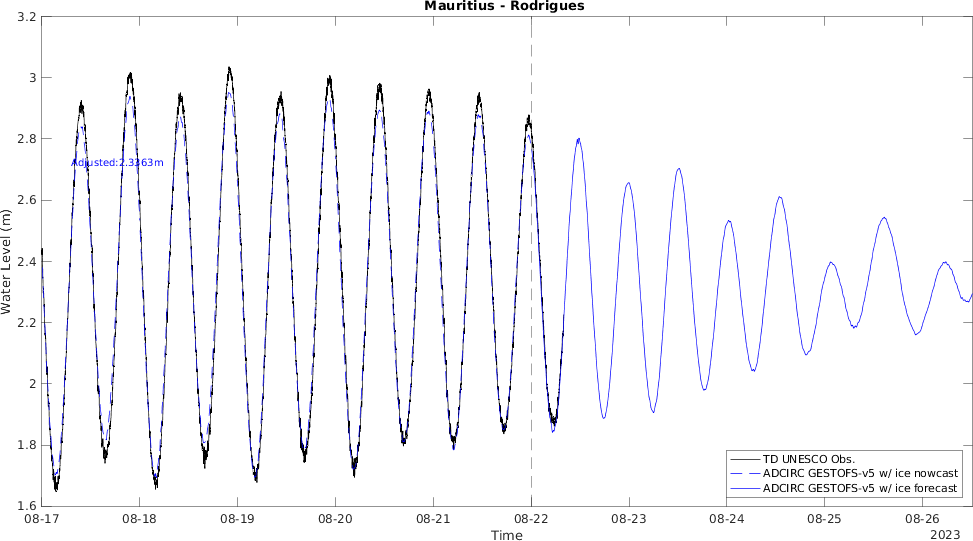 Mauritius - Rodrigues
3.2
3
2.8
2.6
2.4
2.2
2
1.8
1.6
Water Level (m)
Adjusted:2.3363m
TD UNESCO Obs.
ADCIRC GESTOFS-v5 w/ ice nowcast
ADCIRC GESTOFS-v5 w/ ice forecast
08-17 08-18 08-19 08-20 08-21 08-22 08-23 08-24 08-25 08-26
Time
2023